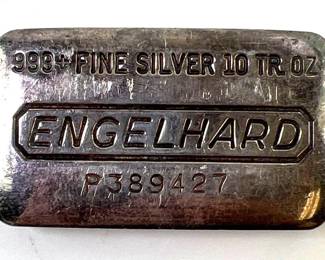 999+ FINE SILVER 10 TR. OZ
ENGELHARD
P389427